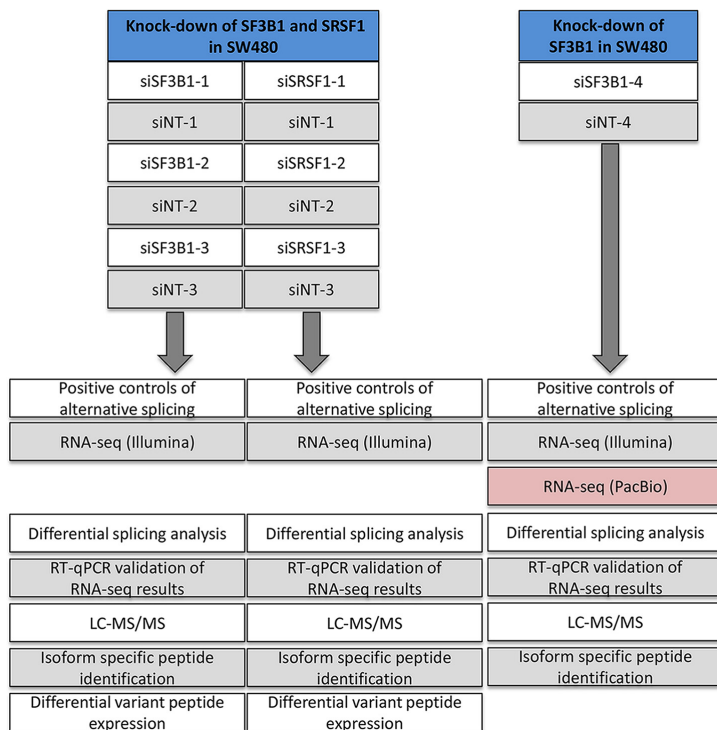 Knock-down of SF3B1 and SRSF1
in SW480
siSF3B1-1
siSRSF1-1
siNT-1
siNT-1
siSF3B1-2
siSRSF1-2
siNT-2
siNT-2
siSF3B1-3
siSRSF1-3
siNT-3
siNT-3
Knock-down of
SF3B1 in SW480
siSF3B1-4
siNT-4
Positive controls of
alternative splicing
Positive controls of
alternative splicing
Positive controls of
alternative splicing
RNA-seq (Illumina)
RNA-seq (Illumina)
RNA-seq (Illumina)
RNA-seq (PacBio)
Differential splicing analysis
Differential splicing analysis
Differential splicing analysis
RT-qPCR validation of
RNA-seq results
RT-qPCR validation of
RNA-seq results
RT-qPCR validation of
RNA-seq results
LC-MS/MS
LC-MS/MS
LC-MS/MS
Isoform specific peptide
identification
Isoform specific peptide
identification
Isoform specific peptide
identification
Differential variant peptide
expression
Differential variant peptide
expression